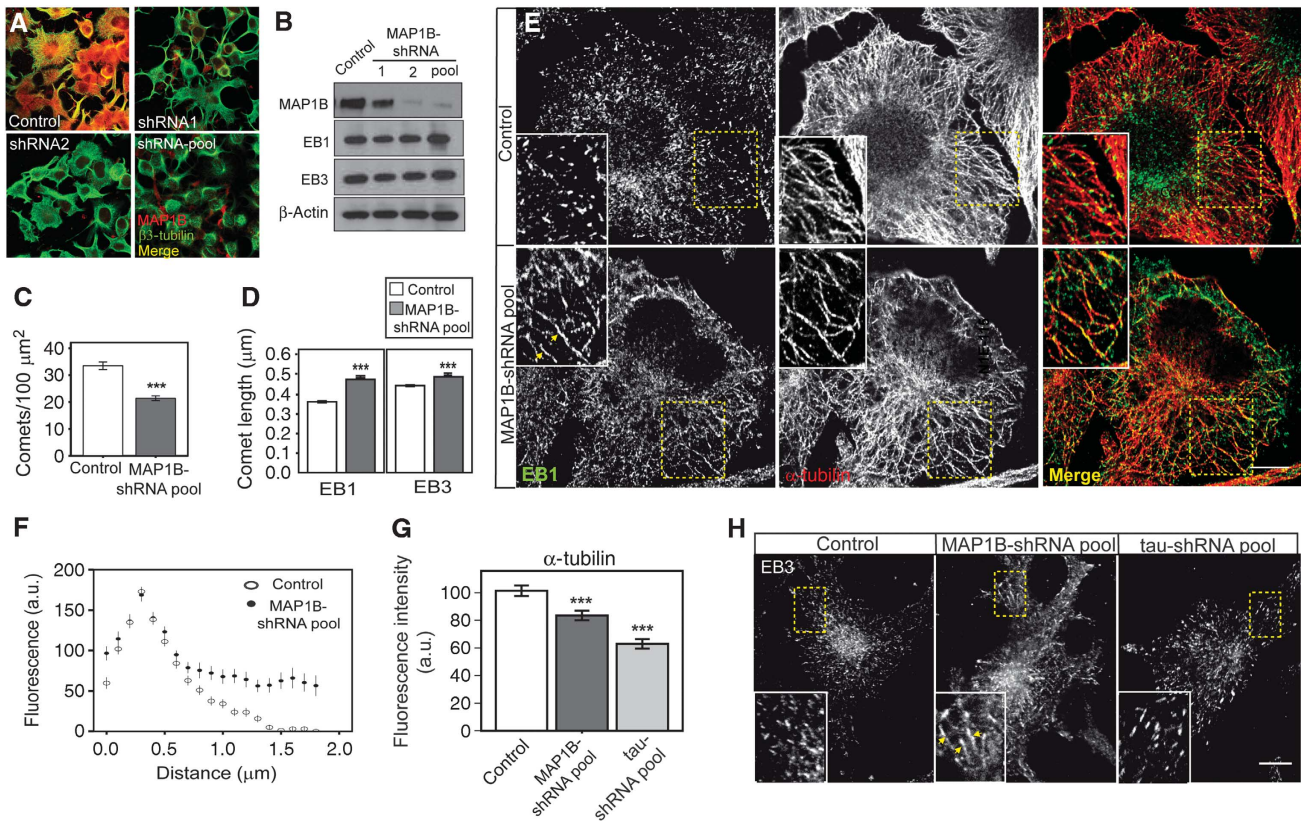 A
Control
shRNA1
shRNA2
shRNA-pool
MAP1B
β3-tubilin
Merge
B
MAP1B-
shRNA
Control
1 2 pool
MAP1B
EB1
EB3
β-Actin
C
Comets/100 μm2
40
30
20
10
0
***
Control
MAP1B-
shRNA pool
D
Control
MAP1B-
shRNA pool
Comet length (μm)
0.6
0.5
0.4
0.3
0.2
0.1
0.0
***
***
EB1
EB3
E
Control
MAP1B-shRNA pool
EB1
α-tubilin
Merge
F
Fluorescence (a.u.)
200
150
100
50
0
Control
MAP1B-
shRNA pool
0.0 0.5 1.0 1.5 2.0
Distance (μm)
G
α-tubilin
Fluorescence intensity
(a.u.)
100
80
60
40
20
0
***
***
Control
MAP1B-
shRNA pool
tau-
shRNA pool
H
Control
MAP1B-shRNA pool
tau-shRNA pool
EB3